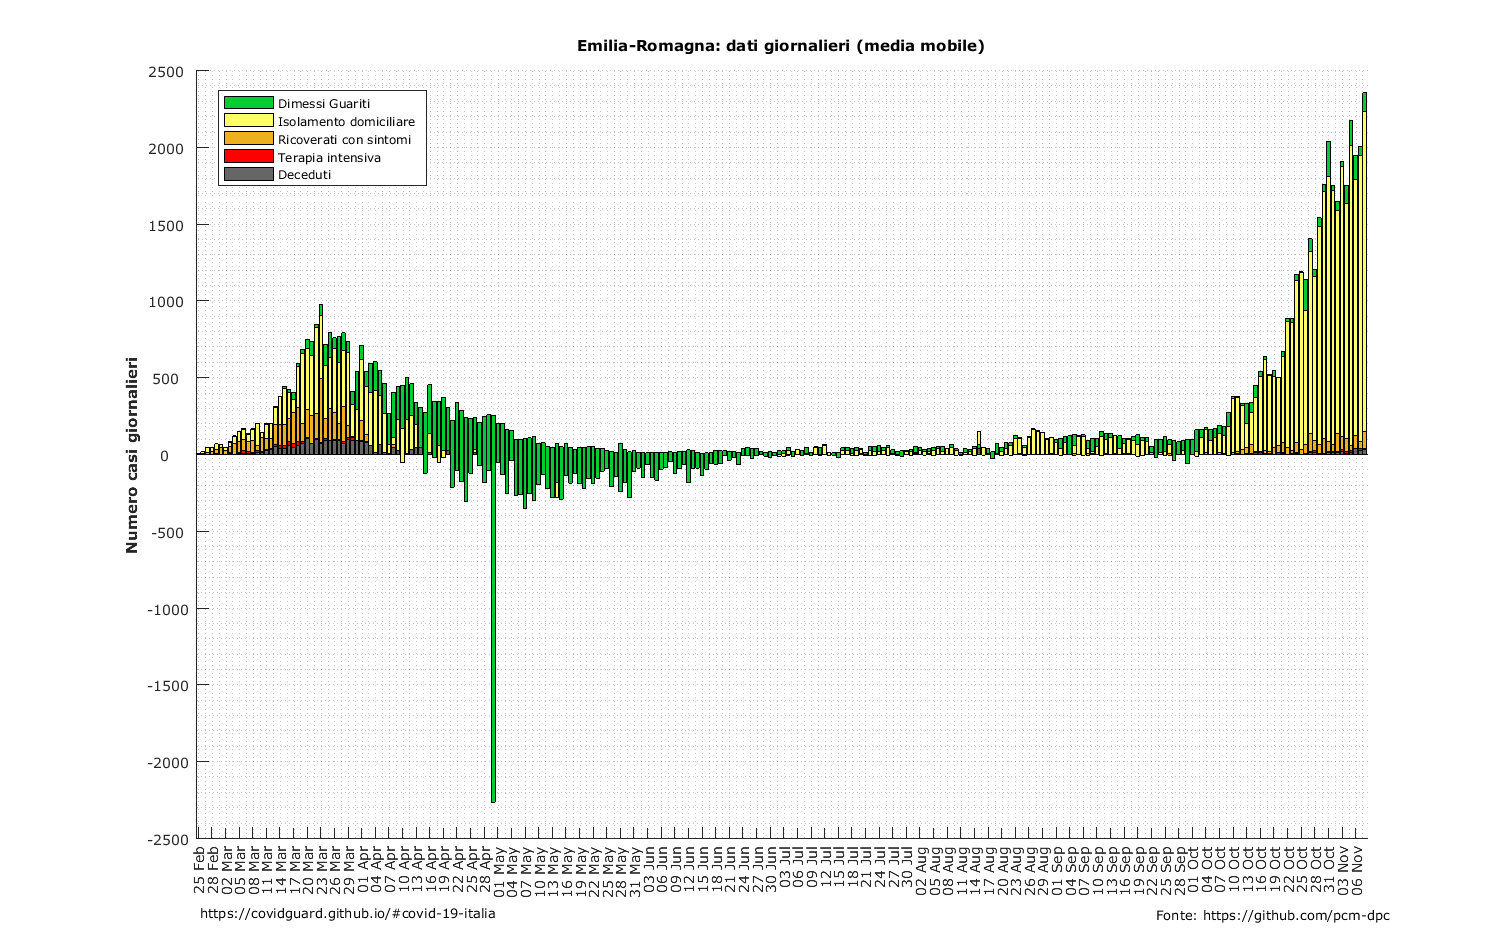 Emilia-Romagna: dati giornalieri (media mobile)
2500
2000
1500
1000
500
0
-500
-1000
-1500
-2000
-2500
Numero casi giornalieri
Dimessi Guariti
Isolamento domiciliare
Ricoverati con sintomi
Terapia intensiva
Deceduti
25 Feb
28 Feb
02 Mar
05 Mar
08 Mar
11 Mar
14 Mar
17 Mar
20 Mar
23 Mar
26 Mar
29 Mar
01 Apr
04 Apr
07 Apr
10 Apr
13 Apr
16 Apr
19 Apr
22 Apr
25 Apr
28 Apr
01 May
04 May
07 May
10 May
13 May
16 May
19 May
22 May
25 May
28 May
31 May
03 Jun
06 Jun
09 Jun
12 Jun
15 Jun
18 Jun
21 Jun
24 Jun
27 Jun
30 Jun
03 Jul
06 Jul
09 Jul
12 Jul
15 Jul
18 Jul
21 Jul
24 Jul
27 Jul
30 Jul
02 Aug
05 Aug
08 Aug
11 Aug
14 Aug
17 Aug
20 Aug
23 Aug
26 Aug
29 Aug
01 Sep
04 Sep
07 Sep
10 Sep
13 Sep
16 Sep
19 Sep
22 Sep
25 Sep
28 Sep
01 Oct
04 Oct
07 Oct
10 Oct
13 Oct
16 Oct
19 Oct
22 Oct
25 Oct
28 Oct
31 Oct
03 Nov
06 Nov
https://covidguard.github.io/#covid-19-italia
Fonte: https://github.com/pcm-dpc